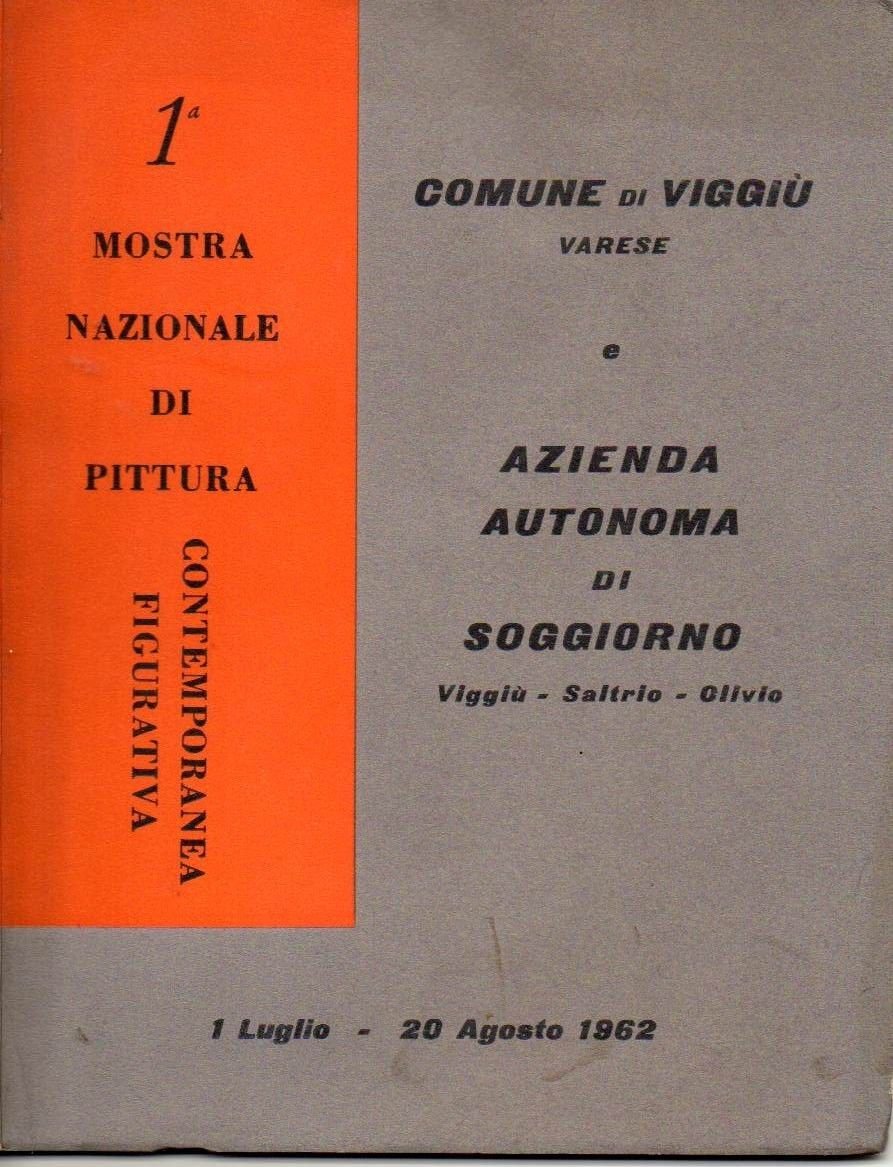 1ª
MOSTRA
NAZIONALE
DI
PITTURA
CONTEMPORANEA
FIGURATIVA
COMUNE DI VIGGIÙ
VARESE
e
AZIENDA
AUTONOMA
DI
SOGGIORNO
Viggiù - Saltrio - Clivio
1 Luglio - 20 Agosto 1962